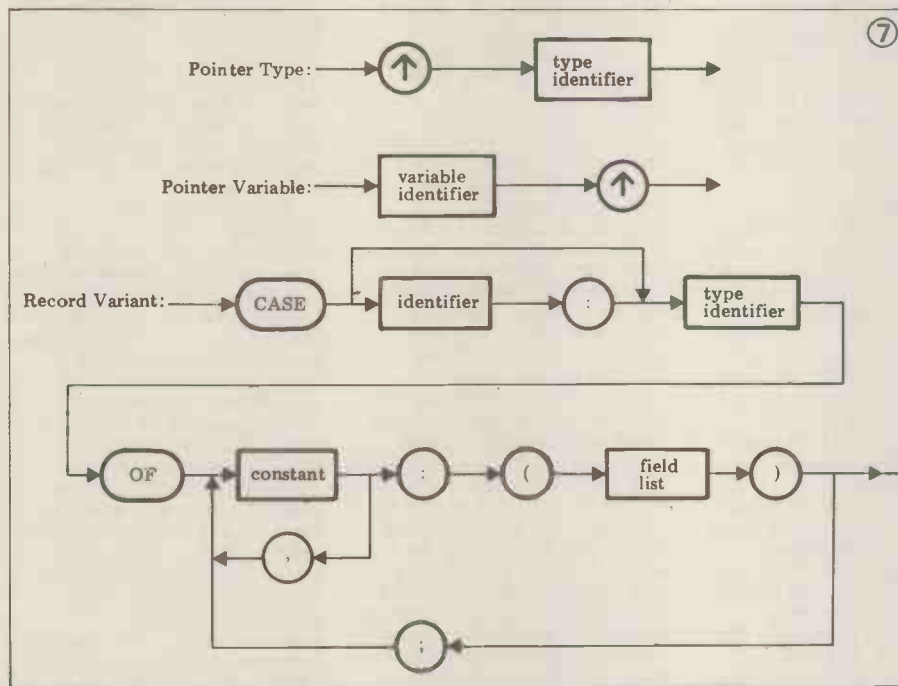 ⑦
Pointer Type: ↑ type
identifier
Pointer Variable: variable
identifier ↑
Record Variant: CASE identifier : type
identifier
OF constant : ( field
list )
,
;